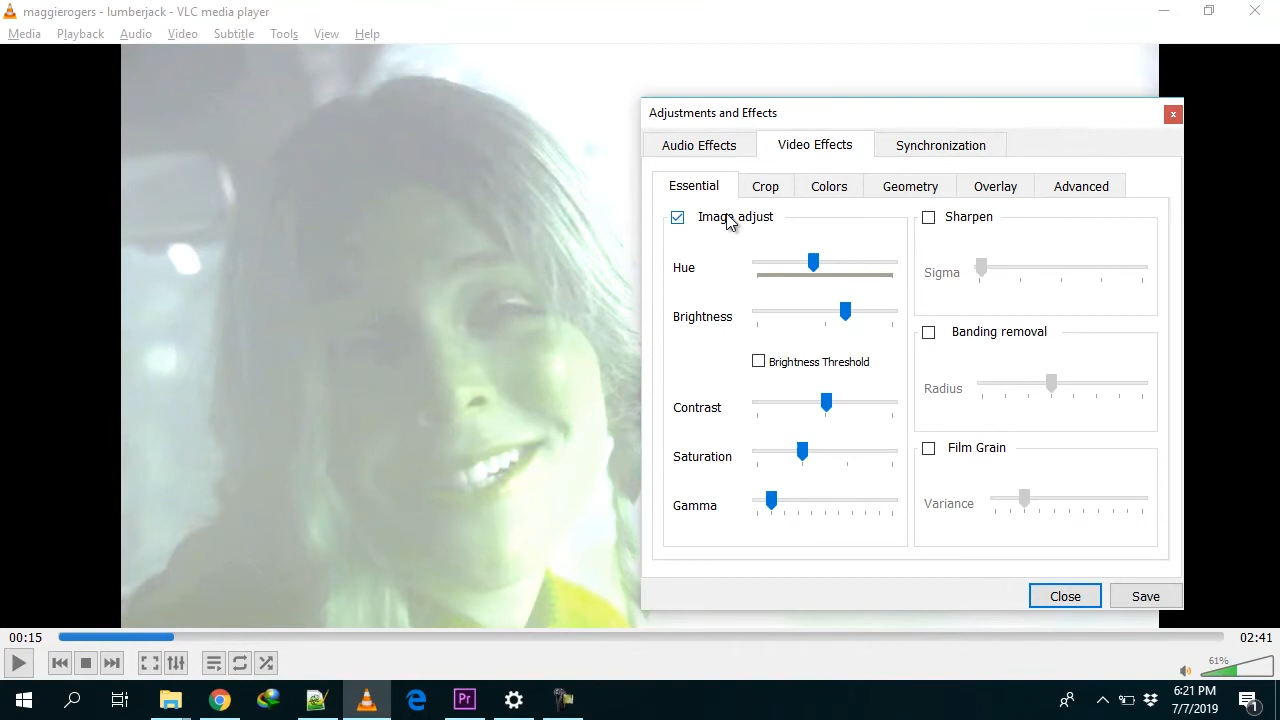 maggierogers - lumberjack - VLC media player
Media Playback Audio Video Subtitle Tools View Help
Adjustments and Effects
x
Audio Effects Video Effects Synchronization
Essential Crop Colors Geometry Overlay Advanced
Image adjust
Hue
Brightness
Brightness Threshold
Contrast
Saturation
Gamma
Sharpen
Sigma
Banding removal
Radius
Film Grain
Variance
Close Save
00:15 02:41
61%
Pr
6:21 PM
7/7/2019
1